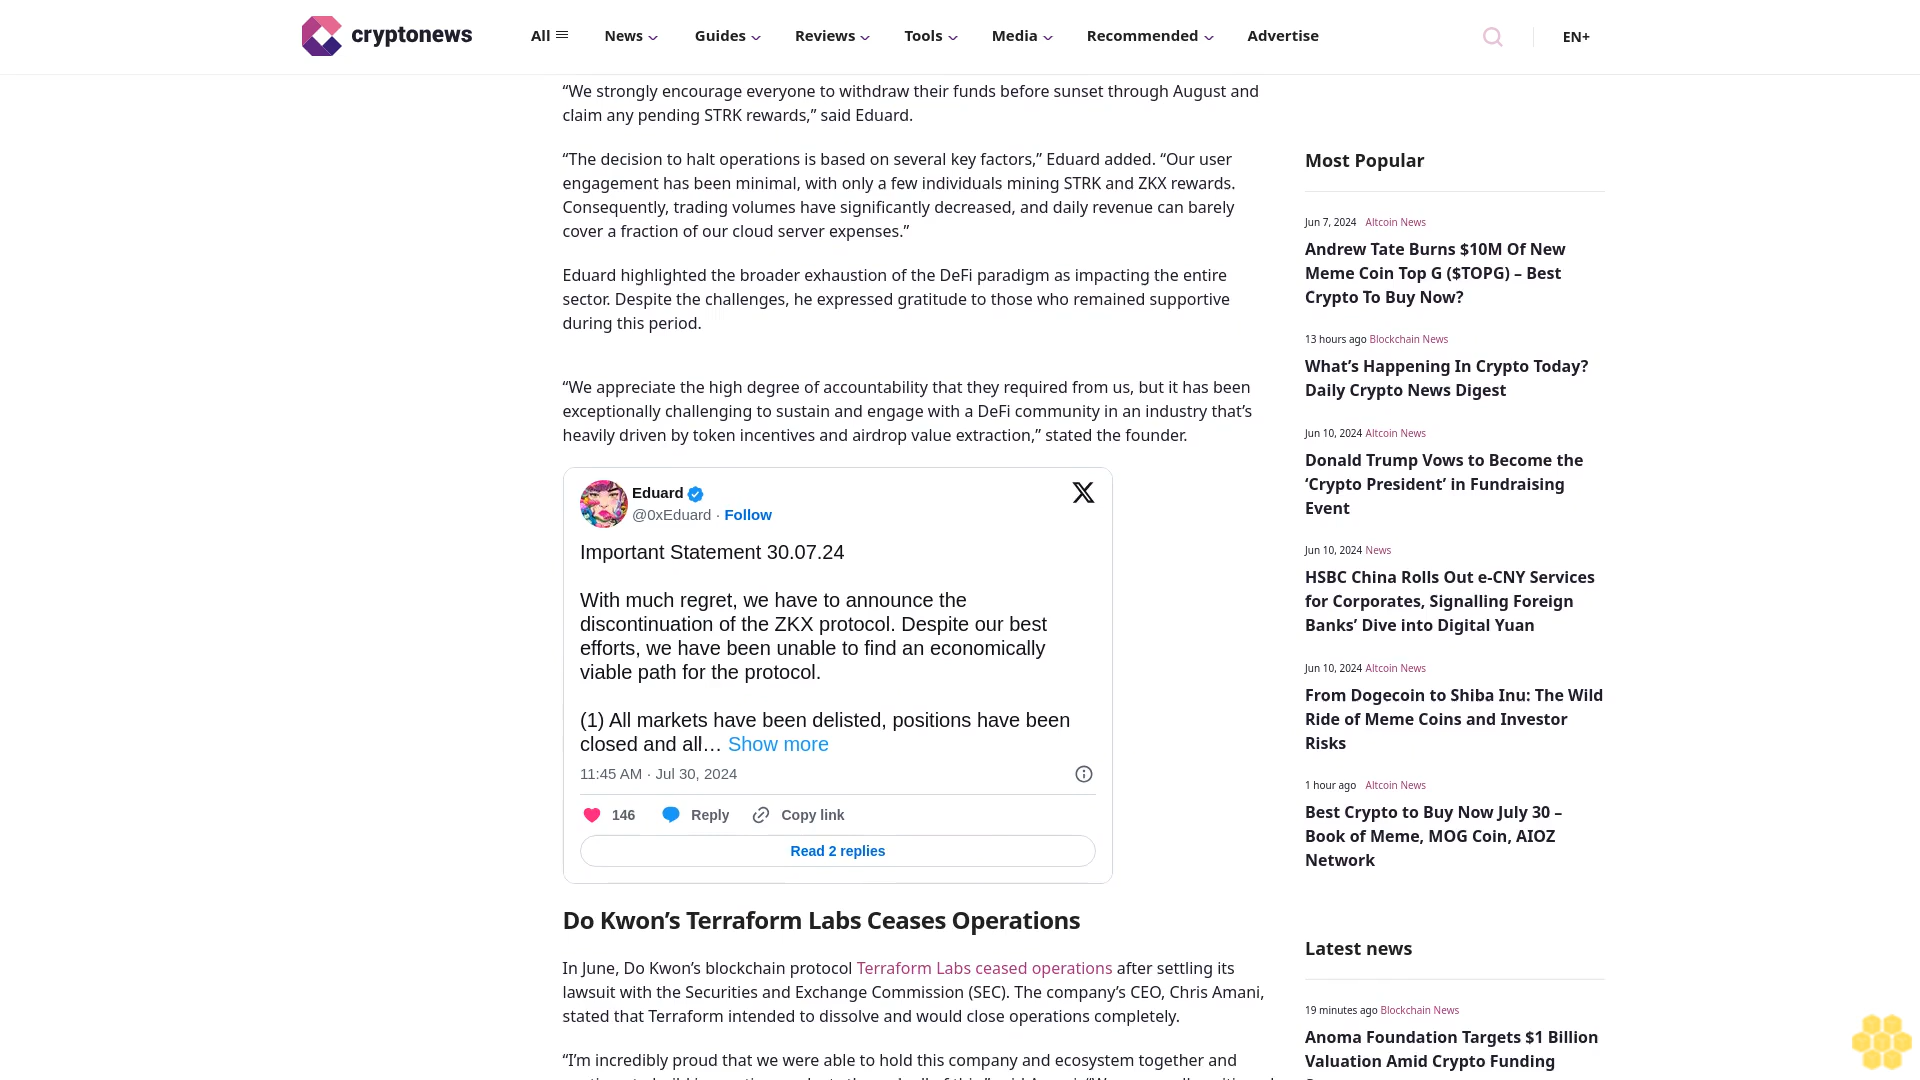 cryptonews
All
News
Guides
Reviews
Tools
Media
Recommended
Advertise
EN+
“We strongly encourage everyone to withdraw their funds before sunset through August and
claim any pending STRK rewards,” said Eduard.
“The decision to halt operations is based on several key factors,” Eduard added. “Our user
engagement has been minimal, with only a few individuals mining STRK and ZKX rewards.
Consequently, trading volumes have significantly decreased, and daily revenue can barely
cover a fraction of our cloud server expenses.”
Eduard highlighted the broader exhaustion of the DeFi paradigm as impacting the entire
sector. Despite the challenges, he expressed gratitude to those who remained supportive
during this period.
“We appreciate the high degree of accountability that they required from us, but it has been
exceptionally challenging to sustain and engage with a DeFi community in an industry that’s
heavily driven by token incentives and airdrop value extraction,” stated the founder.
Eduard
@0xEduard · Follow
Important Statement 30.07.24
With much regret, we have to announce the
discontinuation of the ZKX protocol. Despite our best
efforts, we have been unable to find an economically
viable path for the protocol.
(1) All markets have been delisted, positions have been
closed and all… Show more
11:45 AM · Jul 30, 2024
146
Reply
Copy link
Read 2 replies
Do Kwon’s Terraform Labs Ceases Operations
In June, Do Kwon’s blockchain protocol Terraform Labs ceased operations after settling its
lawsuit with the Securities and Exchange Commission (SEC). The company’s CEO, Chris Amani,
stated that Terraform intended to dissolve and would close operations completely.
“I’m incredibly proud that we were able to hold this company and ecosystem together and
Most Popular
Jun 7, 2024 Altcoin News
Andrew Tate Burns $10M Of New
Meme Coin Top G ($TOPG) – Best
Crypto To Buy Now?
13 hours ago Blockchain News
What’s Happening In Crypto Today?
Daily Crypto News Digest
Jun 10, 2024 Altcoin News
Donald Trump Vows to Become the
‘Crypto President’ in Fundraising
Event
Jun 10, 2024 News
HSBC China Rolls Out e-CNY Services
for Corporates, Signalling Foreign
Banks’ Dive into Digital Yuan
Jun 10, 2024 Altcoin News
From Dogecoin to Shiba Inu: The Wild
Ride of Meme Coins and Investor
Risks
1 hour ago Altcoin News
Best Crypto to Buy Now July 30 –
Book of Meme, MOG Coin, AIOZ
Network
Latest news
19 minutes ago Blockchain News
Anoma Foundation Targets $1 Billion
Valuation Amid Crypto Funding